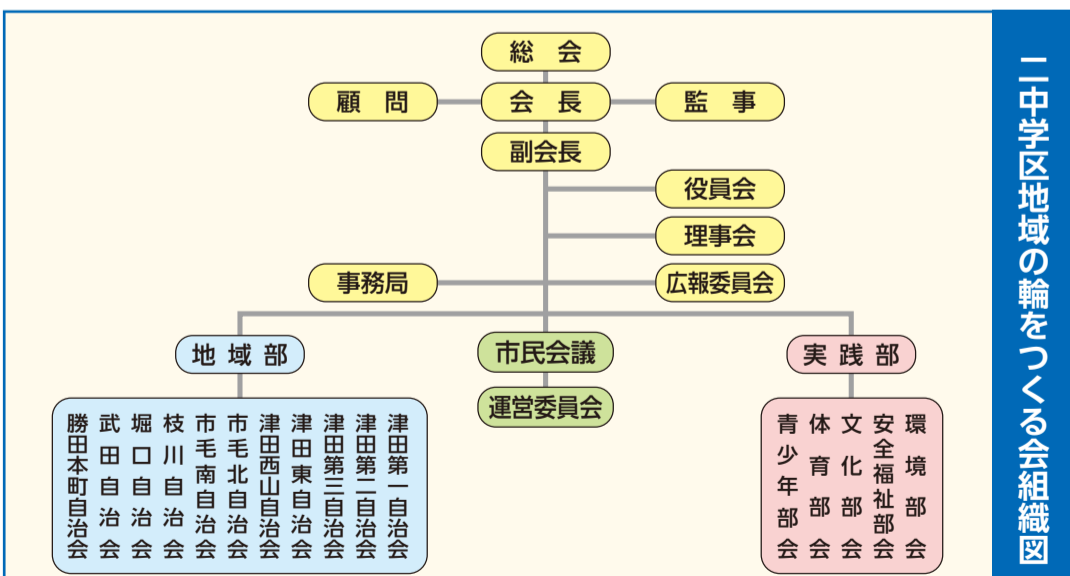 二中学区地域の輪をつくる会組織図
総会
顧問
会長
監事
副会長
役員会
理事会
事務局
広報委員会
地域部
市民会議
実践部
運営委員会
津田第一自治会
津田第二自治会
津田第三自治会
津田東自治会
津田西山自治会
市毛北自治会
市毛南自治会
枝川自治会
堀口自治会
武田自治会
勝田本町自治会
環境部会
安全福祉部会
文化部会
体育部会
青少年部会